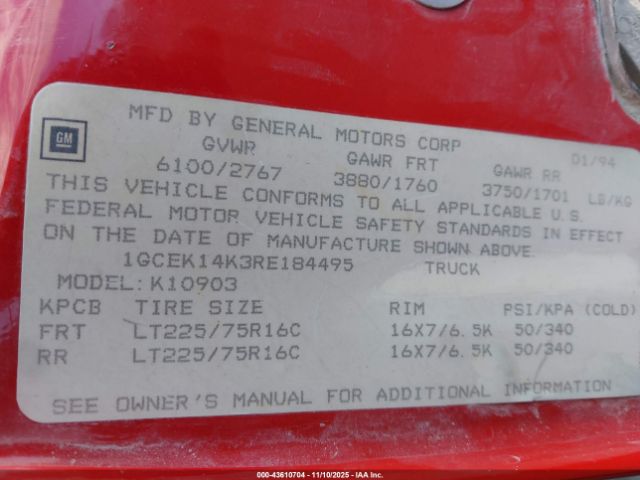 MFD BY GENERAL MOTORS CORP 01/94
GM
GVWR GAWR FRT GAWR RR
6100/2767 3880/1760 3750/1701 LB/KG
THIS VEHICLE CONFORMS TO ALL APPLICABLE U.S.
FEDERAL MOTOR VEHICLE SAFETY STANDARDS IN EFFECT
ON THE DATE OF MANUFACTURE SHOWN ABOVE.
1GCEK14K3RE184495 TRUCK
MODEL: K10903
KPCB TIRE SIZE RIM PSI/KPA (COLD)
FRT LT225/75R16C 16X7/6.5K 50/340
RR LT225/75R16C 16X7/6.5K 50/340
SEE OWNER'S MANUAL FOR ADDITIONAL INFORMATION
000-43610704 — 11/10/2025 — IAA Inc.